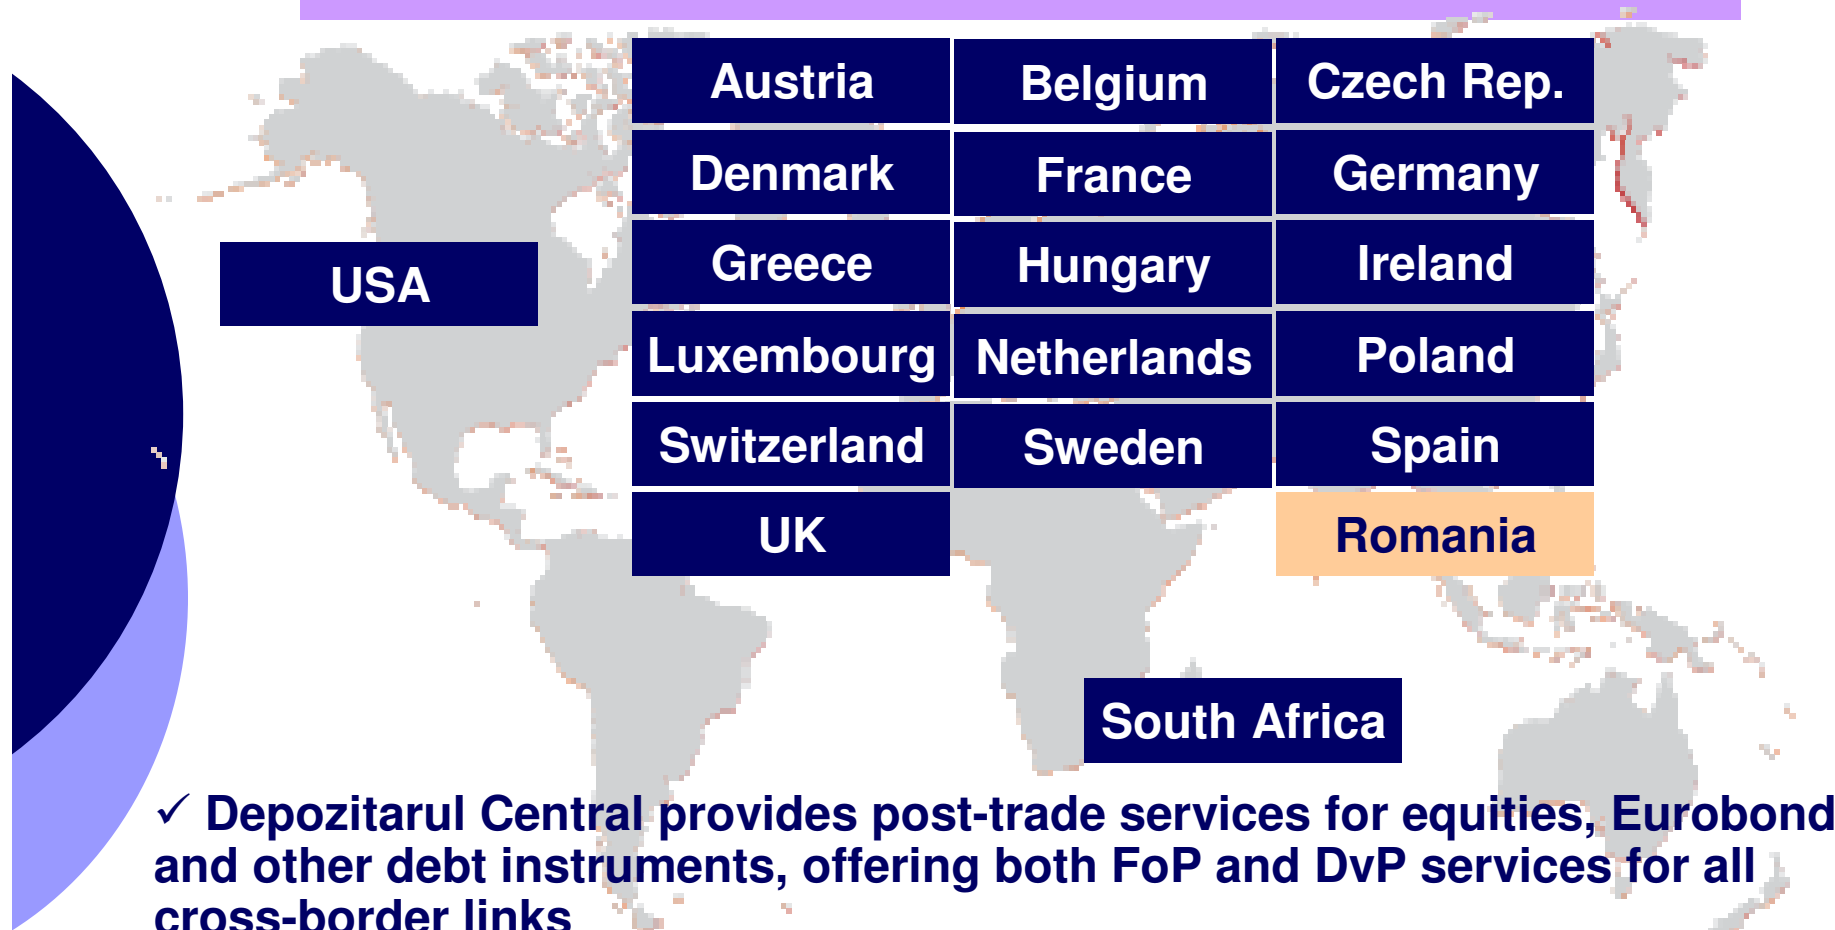 Austria Belgium Czech Rep.
Denmark France Germany
USA
Greece Hungary Ireland
Luxembourg Netherlands Poland
Switzerland Sweden Spain
UK Romania
South Africa
✓ Depozitarul Central provides post-trade services for equities, Eurobond
and other debt instruments, offering both FoP and DvP services for all
cross-border links